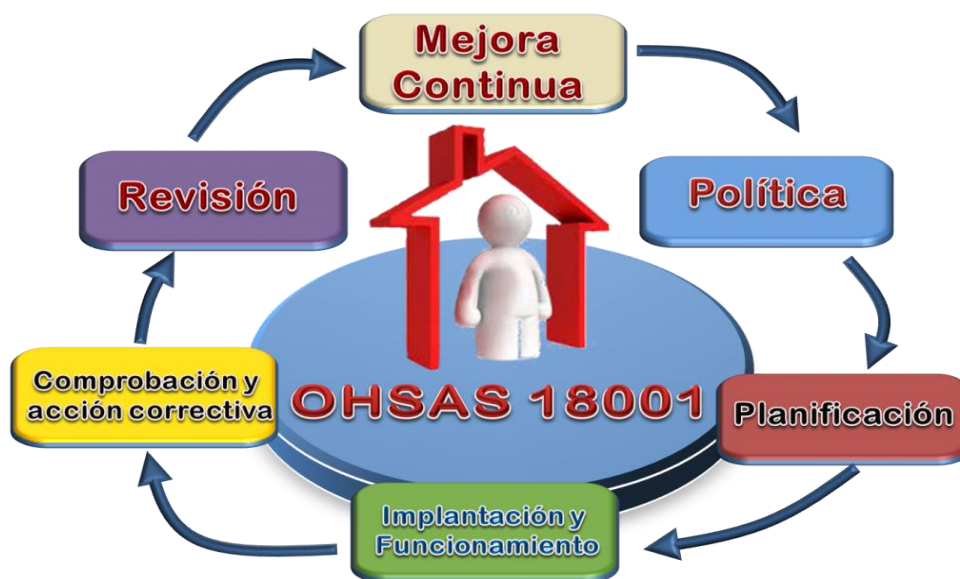 Mejora
Continua
Revisión
Política
Comprobación y
acción correctiva
OHSAS 18001
Planificación
Implantación y
Funcionamiento